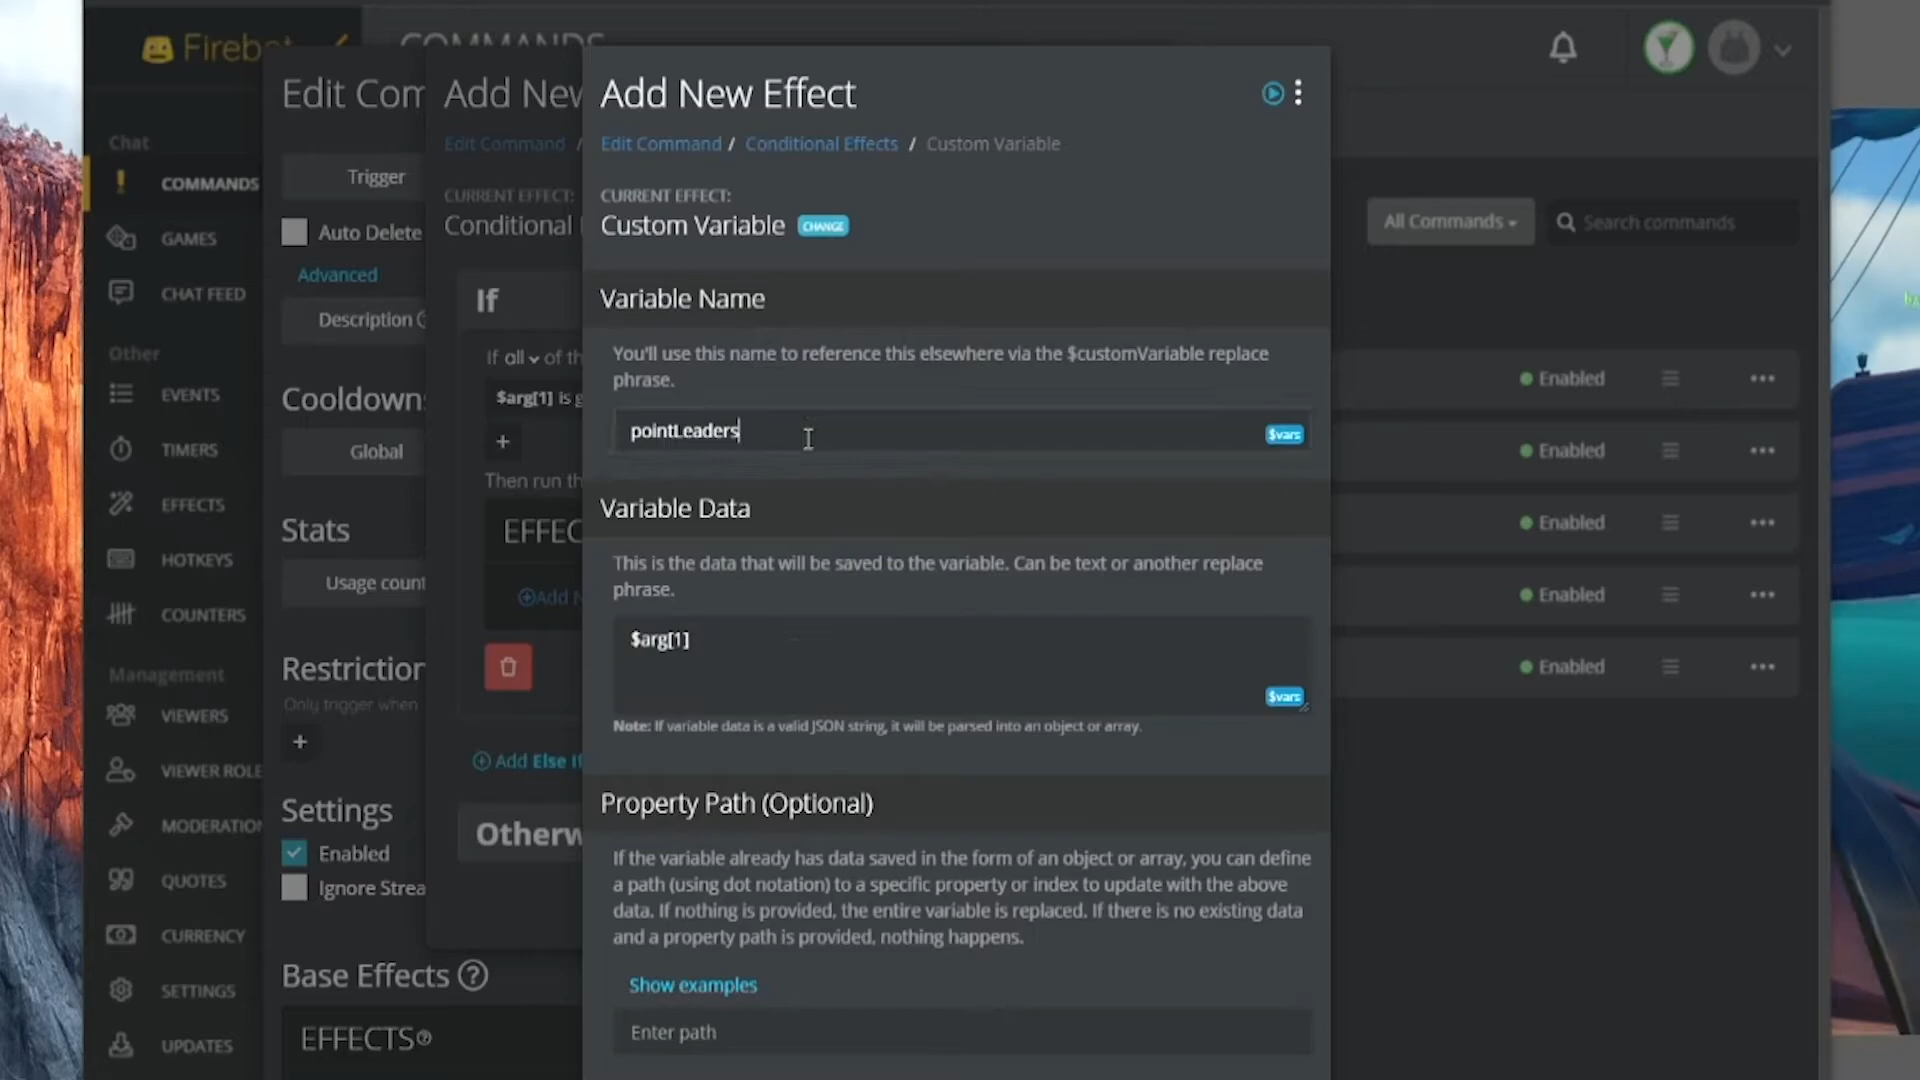 Firebot
COMMANDS
Chat
COMMANDS
GAMES
CHAT FEED
Other
EVENTS
TIMERS
EFFECTS
HOTKEYS
COUNTERS
Management
VIEWERS
VIEWER ROLE
MODERATION
QUOTES
CURRENCY
SETTINGS
UPDATES
Edit Com
Trigger
Auto Delete
Advanced
Description
Cooldowns
Global
Stats
Usage count
Restriction
Only trigger when
+
Settings
Enabled
Ignore Strea
Base Effects ?
EFFECTS?
Add New
Edit Command /
CURRENT EFFECT:
Conditional
If
If all of th
$arg[1] is g
+
Then run th
EFFEC
Add N
Add Else If
Otherw
Add New Effect
Edit Command / Conditional Effects / Custom Variable
CURRENT EFFECT:
Custom Variable CHANGE
Variable Name
You'll use this name to reference this elsewhere via the $customVariable replace
phrase.
pointLeaders
$vars
Variable Data
This is the data that will be saved to the variable. Can be text or another replace
phrase.
$arg[1]
$vars
Note: If variable data is a valid JSON string, it will be parsed into an object or array.
Property Path (Optional)
If the variable already has data saved in the form of an object or array, you can define
a path (using dot notation) to a specific property or index to update with the above
data. If nothing is provided, the entire variable is replaced. If there is no existing data
and a property path is provided, nothing happens.
Show examples
Enter path
All Commands
Search commands
Enabled
Enabled
Enabled
Enabled
Enabled